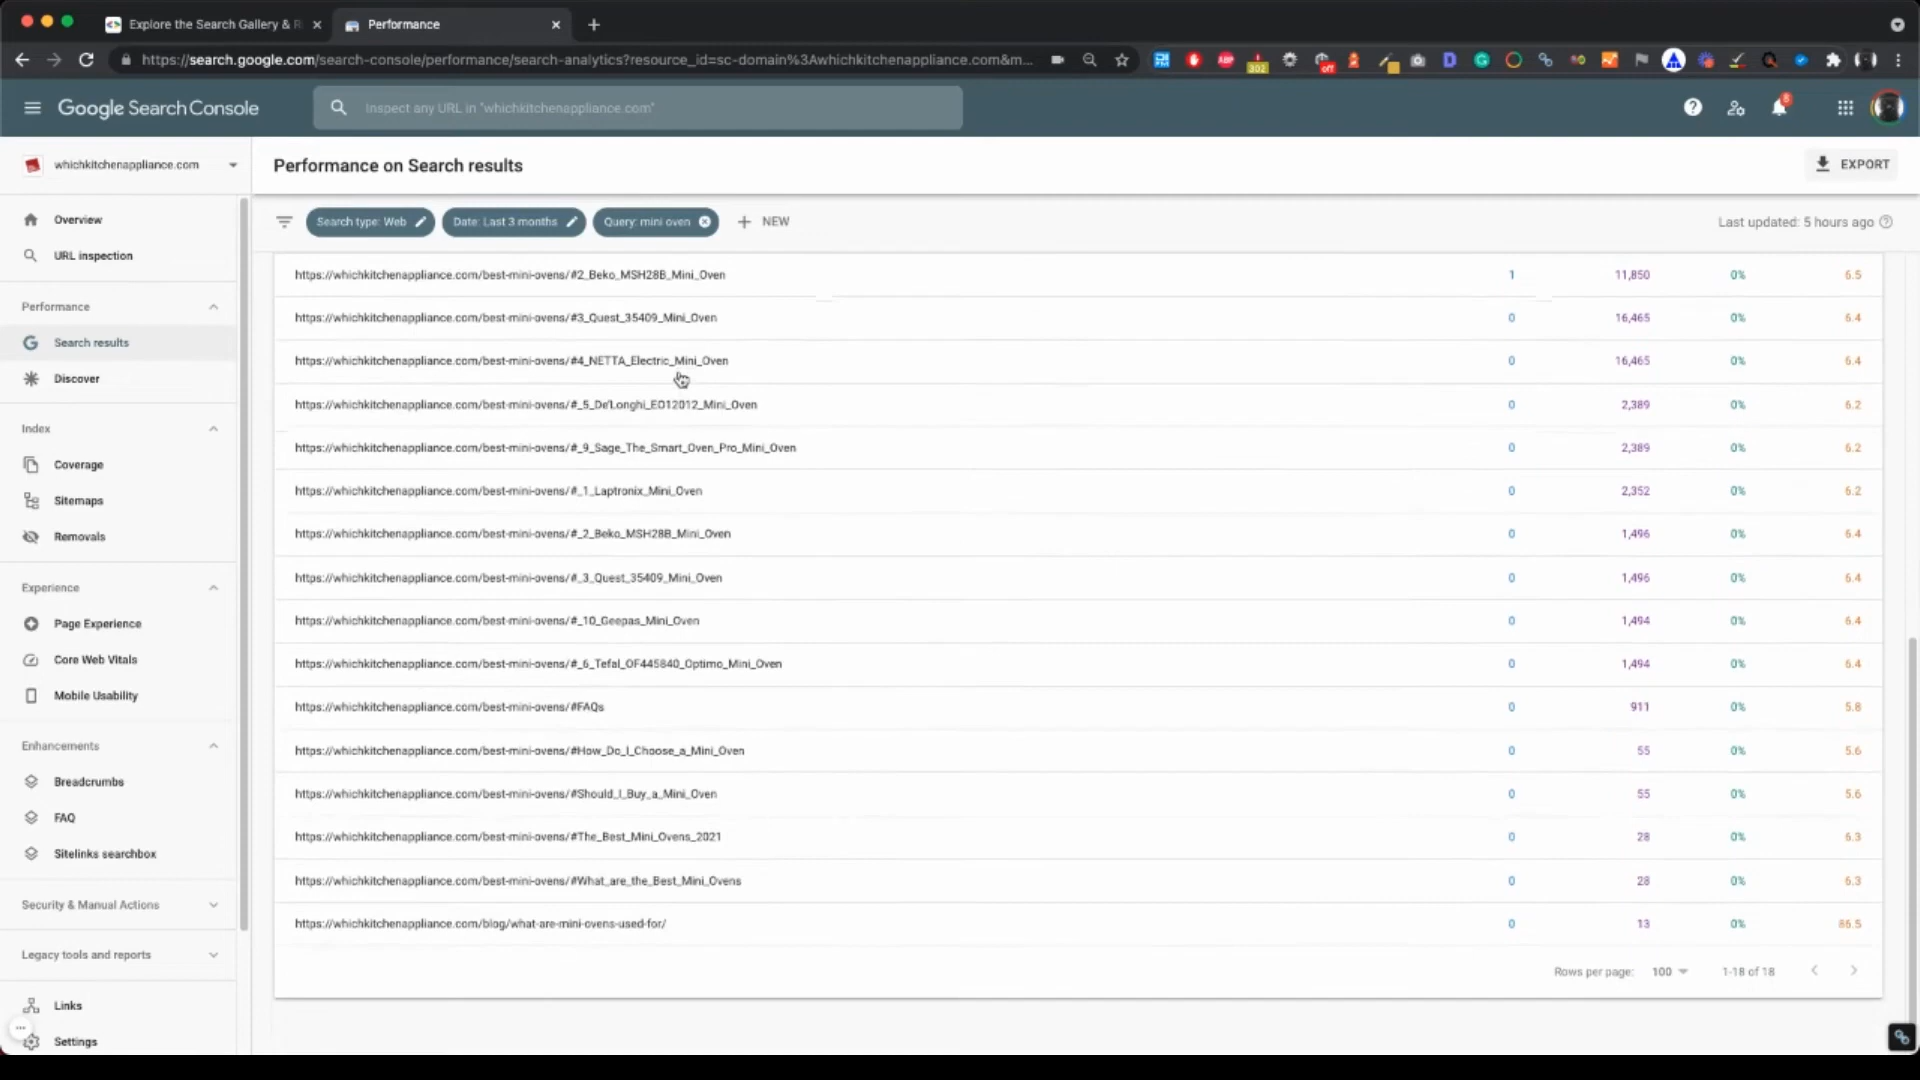 Explore the Search Gallery & R
Performance
https://search.google.com/search-console/performance/search-analytics?resource_id=sc-domain%3Awhichkitchenappliance.com&m...
302
off
Google Search Console
Inspect any URL in "whichkitchenappliance.com"
whichkitchenappliance.com
Performance on Search results
EXPORT
Overview
URL inspection
Performance
Search results
Discover
Index
Coverage
Sitemaps
Removals
Experience
Page Experience
Core Web Vitals
Mobile Usability
Enhancements
Breadcrumbs
FAQ
Sitelinks searchbox
Security & Manual Actions
Legacy tools and reports
Links
Settings
Search type: Web
Date: Last 3 months
Query: mini oven
NEW
Last updated: 5 hours ago
https://whichkitchenappliance.com/best-mini-ovens/#2_Beko_MSH28B_Mini_Oven 1 11,850 0% 6.5
https://whichkitchenappliance.com/best-mini-ovens/#3_Quest_35409_Mini_Oven 0 16,465 0% 6.4
https://whichkitchenappliance.com/best-mini-ovens/#4_NETTA_Electric_Mini_Oven 0 16,465 0% 6.4
https://whichkitchenappliance.com/best-mini-ovens/#_5_De'Longhi_EO12012_Mini_Oven 0 2,389 0% 6.2
https://whichkitchenappliance.com/best-mini-ovens/#_9_Sage_The_Smart_Oven_Pro_Mini_Oven 0 2,389 0% 6.2
https://whichkitchenappliance.com/best-mini-ovens/#_1_Laptronix_Mini_Oven 0 2,352 0% 6.2
https://whichkitchenappliance.com/best-mini-ovens/#_2_Beko_MSH28B_Mini_Oven 0 1,496 0% 6.4
https://whichkitchenappliance.com/best-mini-ovens/#_3_Quest_35409_Mini_Oven 0 1,496 0% 6.4
https://whichkitchenappliance.com/best-mini-ovens/#_10_Geepas_Mini_Oven 0 1,494 0% 6.4
https://whichkitchenappliance.com/best-mini-ovens/#_6_Tefal_OF445840_Optimo_Mini_Oven 0 1,494 0% 6.4
https://whichkitchenappliance.com/best-mini-ovens/#FAQs 0 911 0% 5.8
https://whichkitchenappliance.com/best-mini-ovens/#How_Do_I_Choose_a_Mini_Oven 0 55 0% 5.6
https://whichkitchenappliance.com/best-mini-ovens/#Should_I_Buy_a_Mini_Oven 0 55 0% 5.6
https://whichkitchenappliance.com/best-mini-ovens/#The_Best_Mini_Ovens_2021 0 28 0% 6.3
https://whichkitchenappliance.com/best-mini-ovens/#What_are_the_Best_Mini_Ovens 0 28 0% 6.3
https://whichkitchenappliance.com/blog/what-are-mini-ovens-used-for/ 0 13 0% 86.5
Rows per page: 100 1-18 of 18